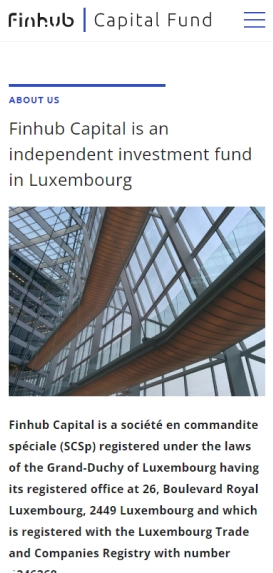 Finhub | Capital Fund
ABOUT US
Finhub Capital is an
independent investment fund
in Luxembourg
Finhub Capital is a société en commandite
spéciale (SCSp) registered under the laws
of the Grand-Duchy of Luxembourg having
its registered office at 26, Boulevard Royal
Luxembourg, 2449 Luxembourg and which
is registered with the Luxembourg Trade
and Companies Registry with number